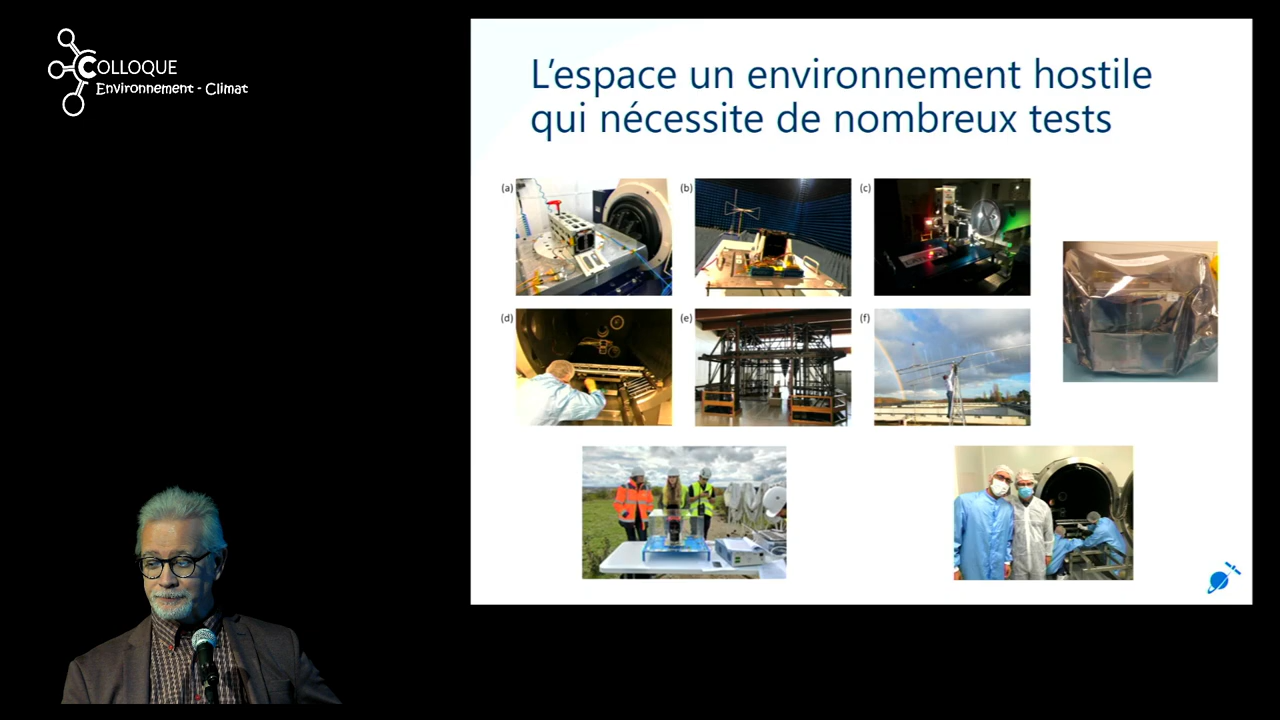 COLLOQUE
Environnement - Climat
L'espace un environnement hostile
qui nécessite de nombreux tests
(a)
(b)
(c)
(d)
(e)
(f)